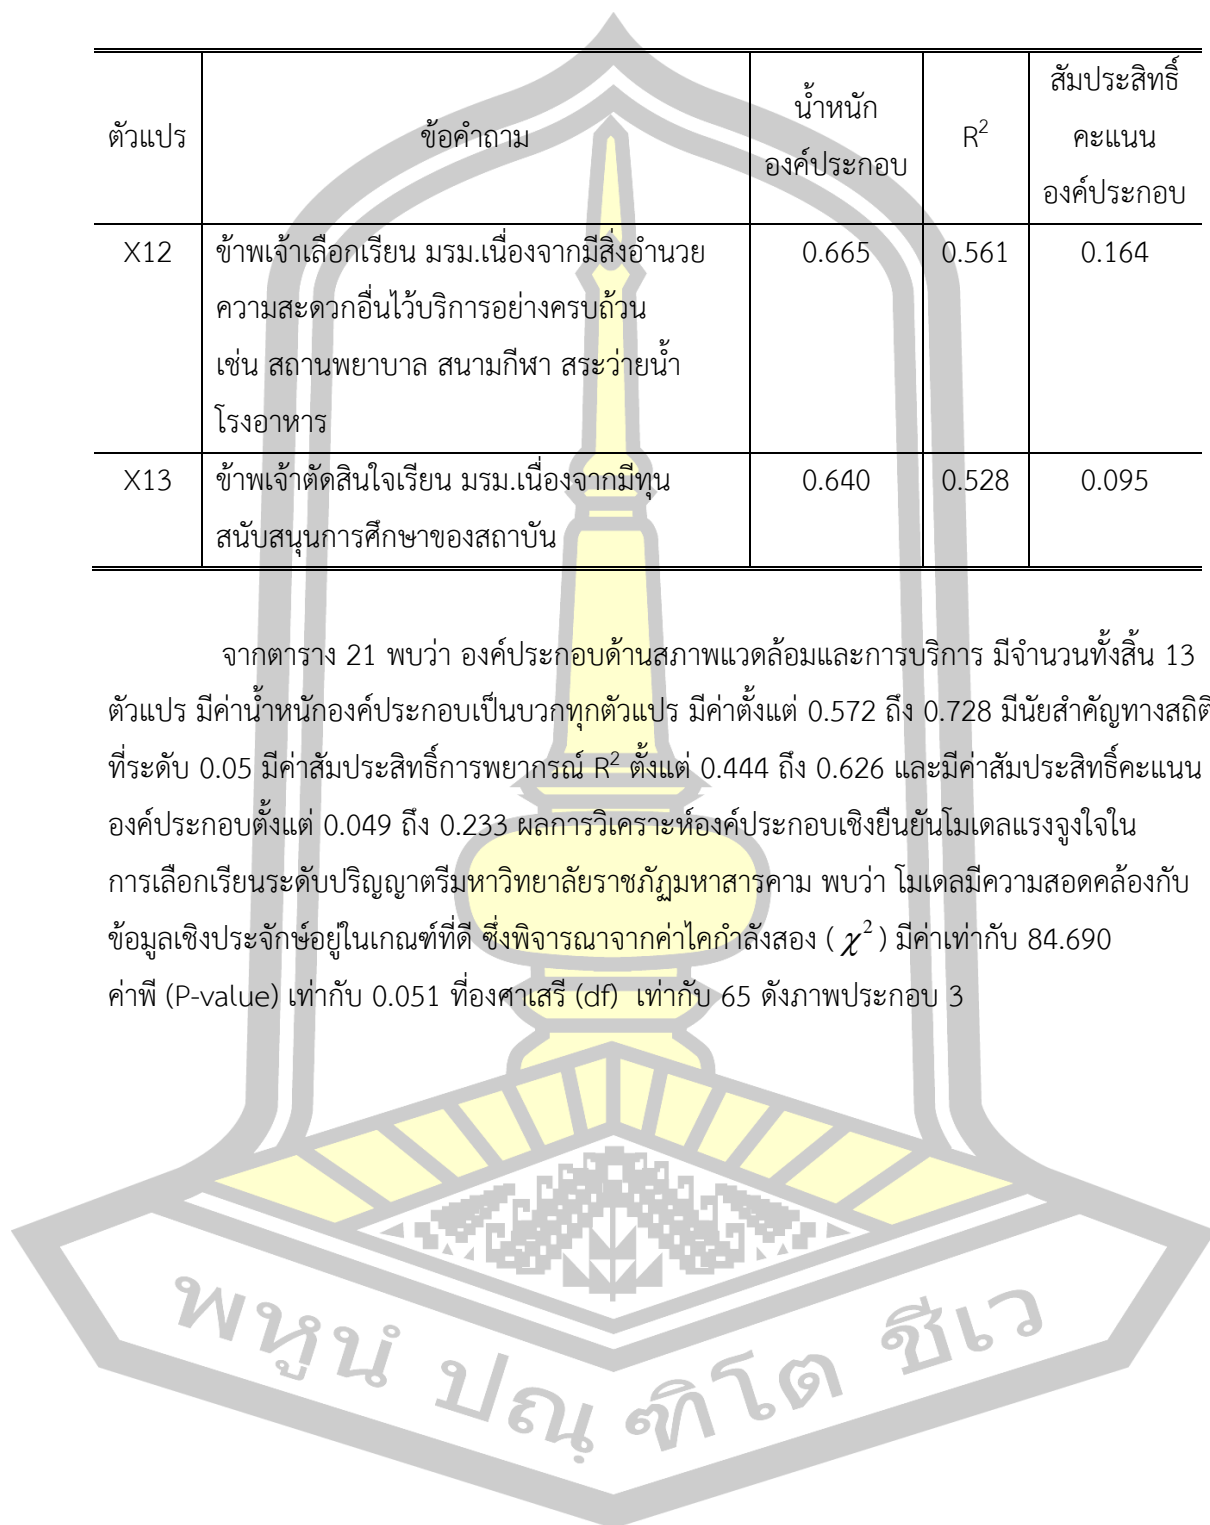 ตัวแปร ข้อคำถาม น้ำหนัก องค์ประกอบ R² สัมประสิทธิ์ คะแนน องค์ประกอบ
X12 ข้าพเจ้าเลือกเรียน มรม.เนื่องจากมีสิ่งอำนวย 0.665 0.561 0.164
ความสะดวกอื่นไว้บริการอย่างครบถ้วน
เช่น สถานพยาบาล สนามกีฬา สระว่ายน้ำ
โรงอาหาร
X13 ข้าพเจ้าตัดสินใจเรียน มรม.เนื่องจากมีทุน 0.640 0.528 0.095
สนับสนุนการศึกษาของสถาบัน
จากตาราง 21 พบว่า องค์ประกอบด้านสภาพแวดล้อมและการบริการ มีจำนวนทั้งสิ้น 13
ตัวแปร มีค่าน้ำหนักองค์ประกอบเป็นบวกทุกตัวแปร มีค่าตั้งแต่ 0.572 ถึง 0.728 มีนัยสำคัญทางสถิติ
ที่ระดับ 0.05 มีค่าสัมประสิทธิ์การพยากรณ์ R² ตั้งแต่ 0.444 ถึง 0.626 และมีค่าสัมประสิทธิ์คะแนน
องค์ประกอบตั้งแต่ 0.049 ถึง 0.233 ผลการวิเคราะห์องค์ประกอบเชิงยืนยันโมเดลแรงจูงใจใน
การเลือกเรียนระดับปริญญาตรีมหาวิทยาลัยราชภัฏมหาสารคาม พบว่า โมเดลมีความสอดคล้องกับ
ข้อมูลเชิงประจักษ์อยู่ในเกณฑ์ที่ดี ซึ่งพิจารณาจากค่าไคกำลังสอง ( χ² ) มีค่าเท่ากับ 84.690
ค่าพี (P-value) เท่ากับ 0.051 ที่องศาเสรี (df) เท่ากับ 65 ดังภาพประกอบ 3
พหูนํ ปณฺฑิโต ชีเว